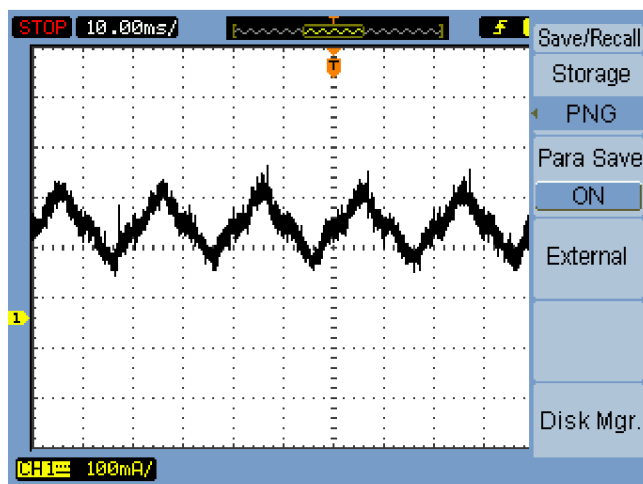 STOP 10.00ms/
T
T
Save/Recall
Storage
PNG
Para Save
ON
External
1
Disk Mgr.
CH1 100mA/